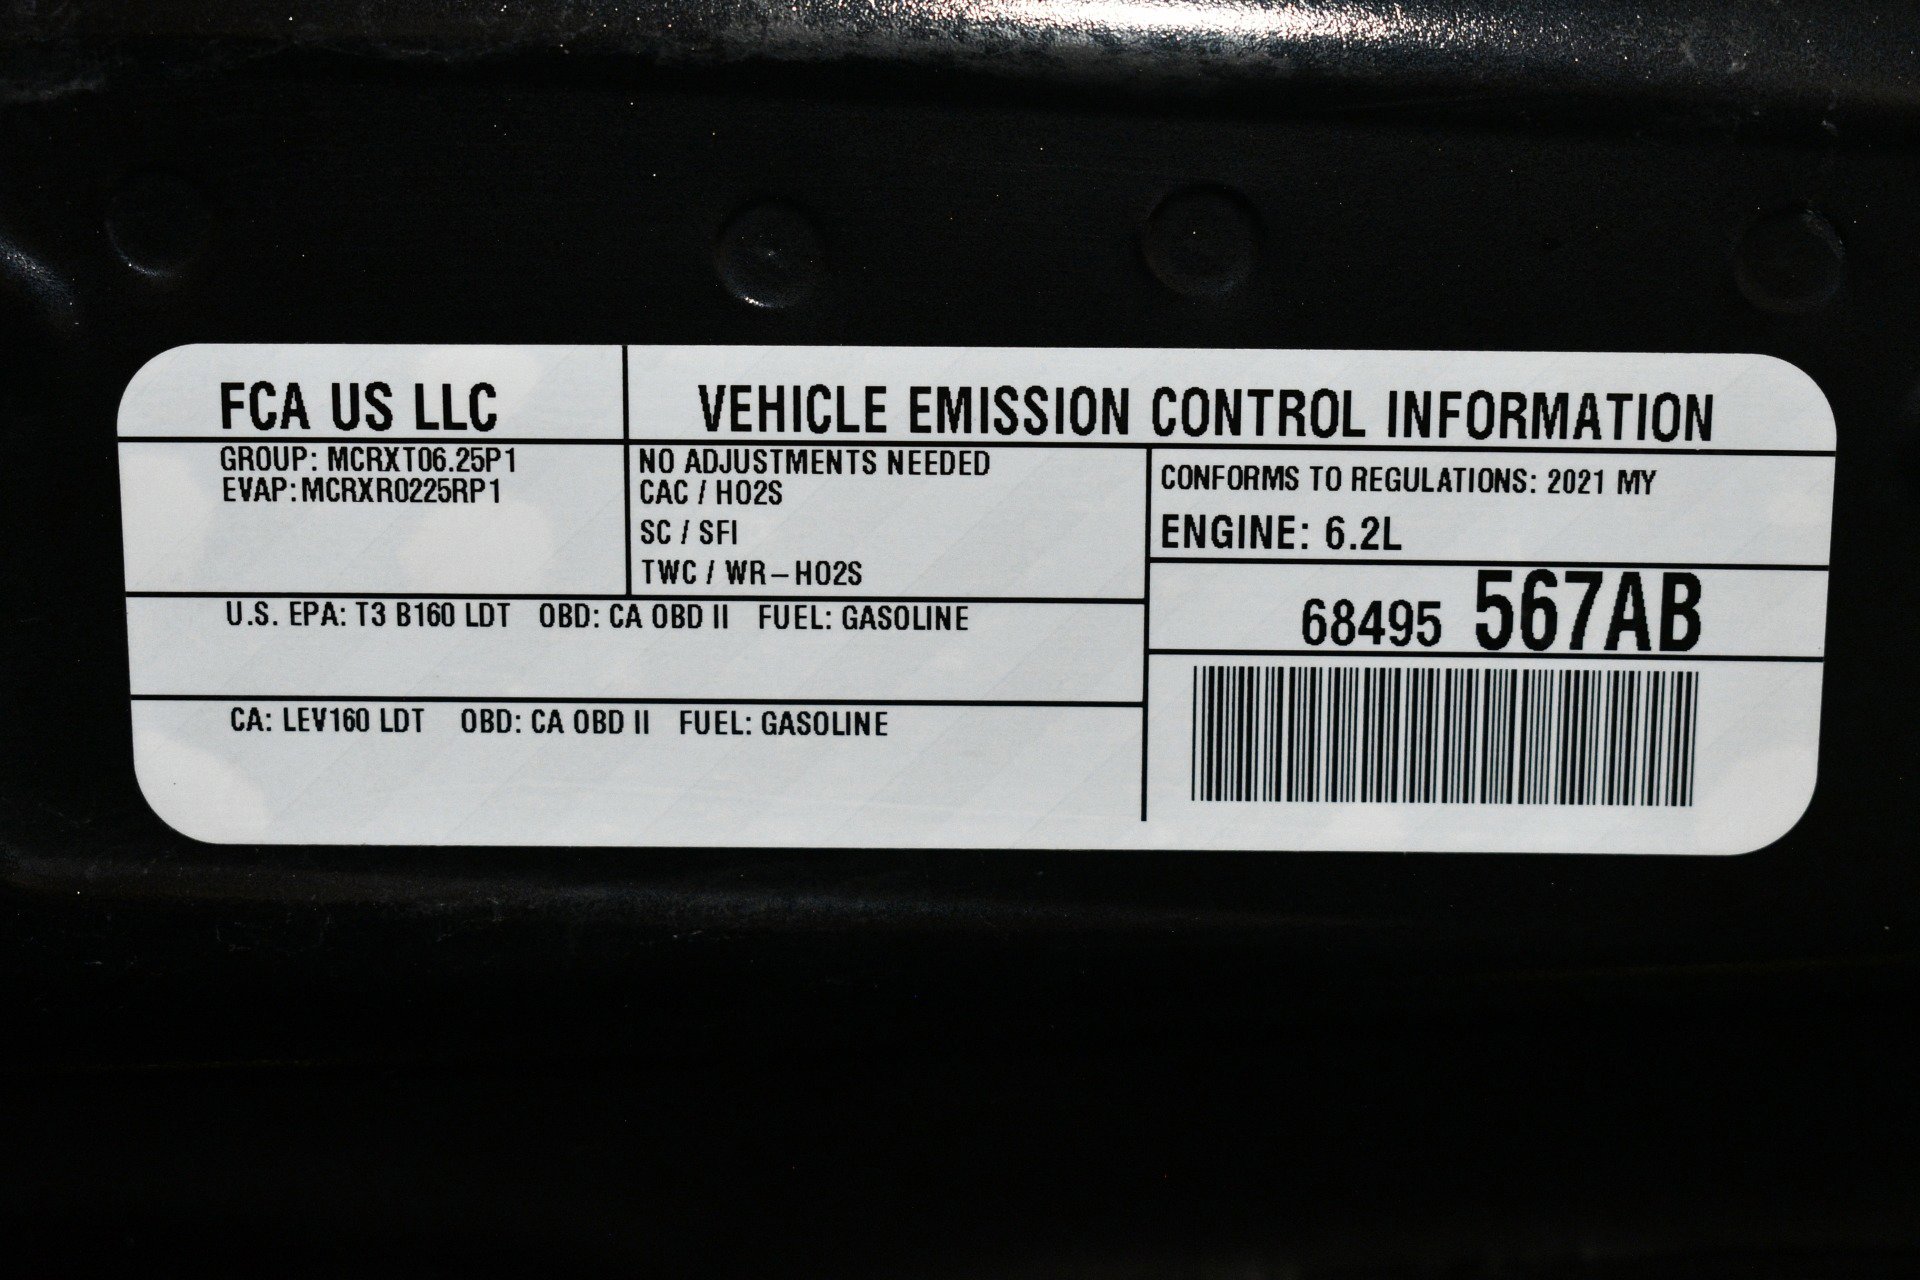 FCA US LLC
VEHICLE EMISSION CONTROL INFORMATION
GROUP: MCRXT06.25P1
EVAP:MCRXR0225RP1
NO ADJUSTMENTS NEEDED
CAC / HO2S
SC / SFI
TWC / WR–HO2S
CONFORMS TO REGULATIONS: 2021 MY
ENGINE: 6.2L
68495 567AB
U.S. EPA: T3 B160 LDT OBD: CA OBD II FUEL: GASOLINE
CA: LEV160 LDT OBD: CA OBD II FUEL: GASOLINE